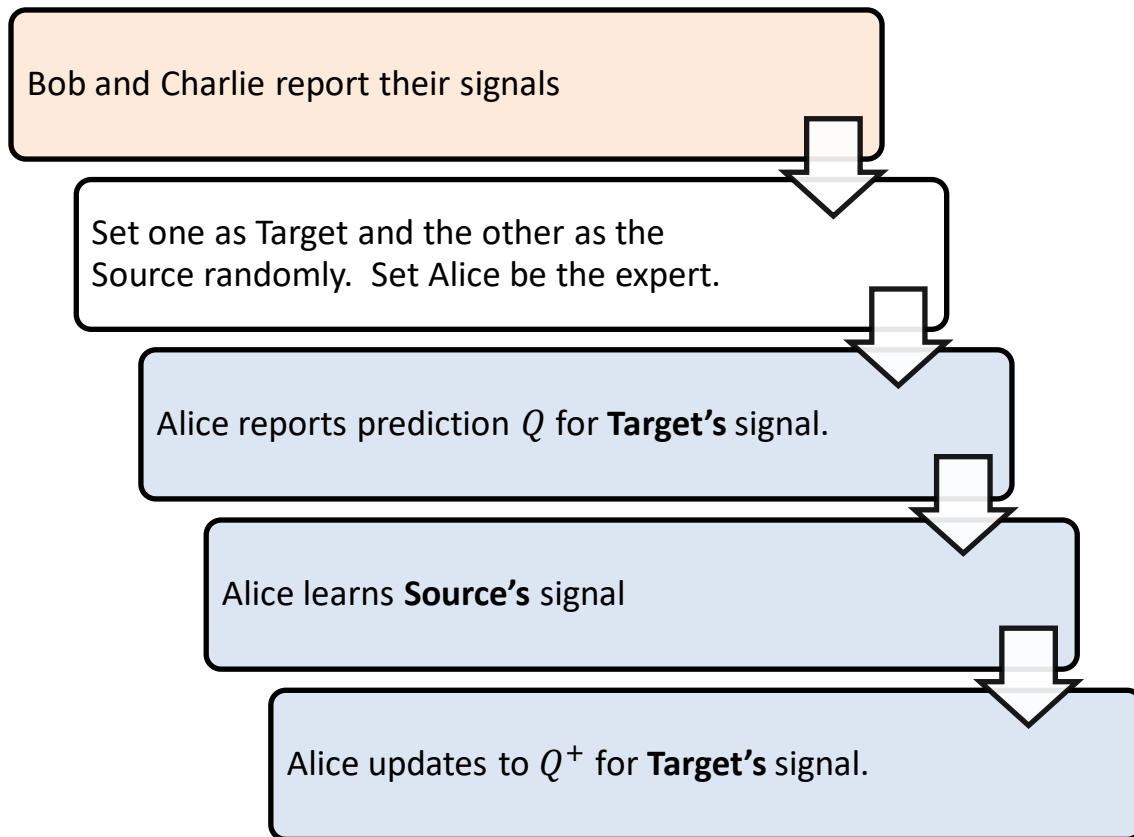 Bob and Charlie report their signals
Set one as Target and the other as the
Source randomly.  Set Alice be the expert.
Alice reports prediction 𝑄 for Target's signal.
Alice learns Source's signal
Alice updates to 𝑄⁺ for Target's signal.